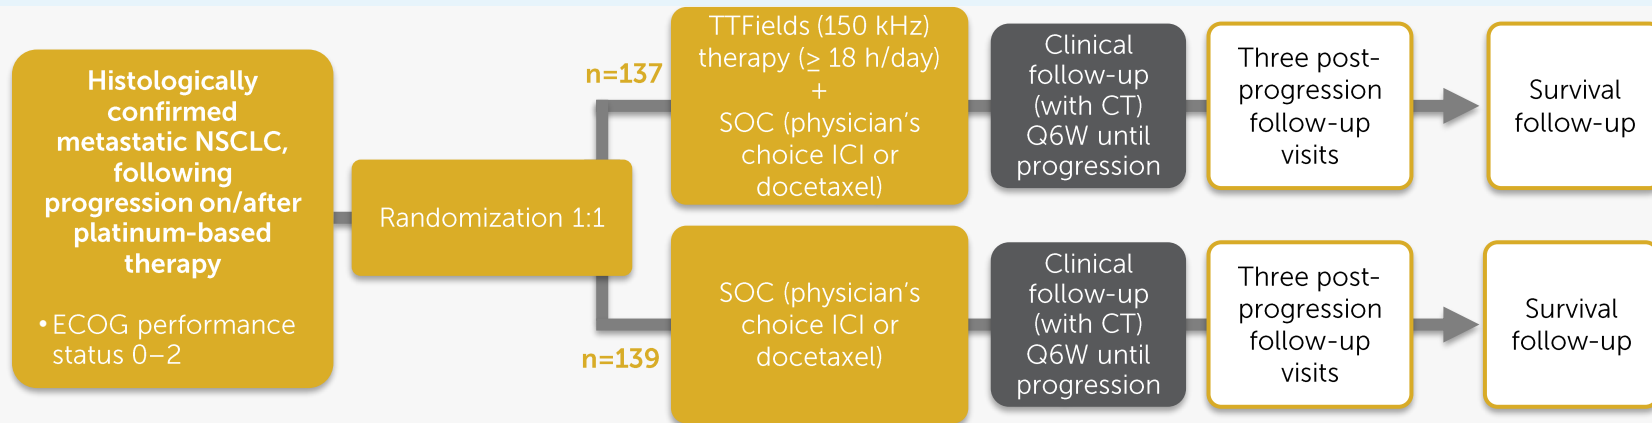 Histologically
confirmed
metastatic NSCLC,
following
progression on/after
platinum-based
therapy
• ECOG performance
status 0–2
Randomization 1:1
n=137
TTFields (150 kHz)
therapy (≥ 18 h/day)
+
SOC (physician‘s
choice ICI or
docetaxel)
Clinical
follow-up
(with CT)
Q6W until
progression
Three post-
progression
follow-up
visits
Survival
follow-up
n=139
SOC (physician‘s
choice ICI or
docetaxel)
Clinical
follow-up
(with CT)
Q6W until
progression
Three post-
progression
follow-up
visits
Survival
follow-up